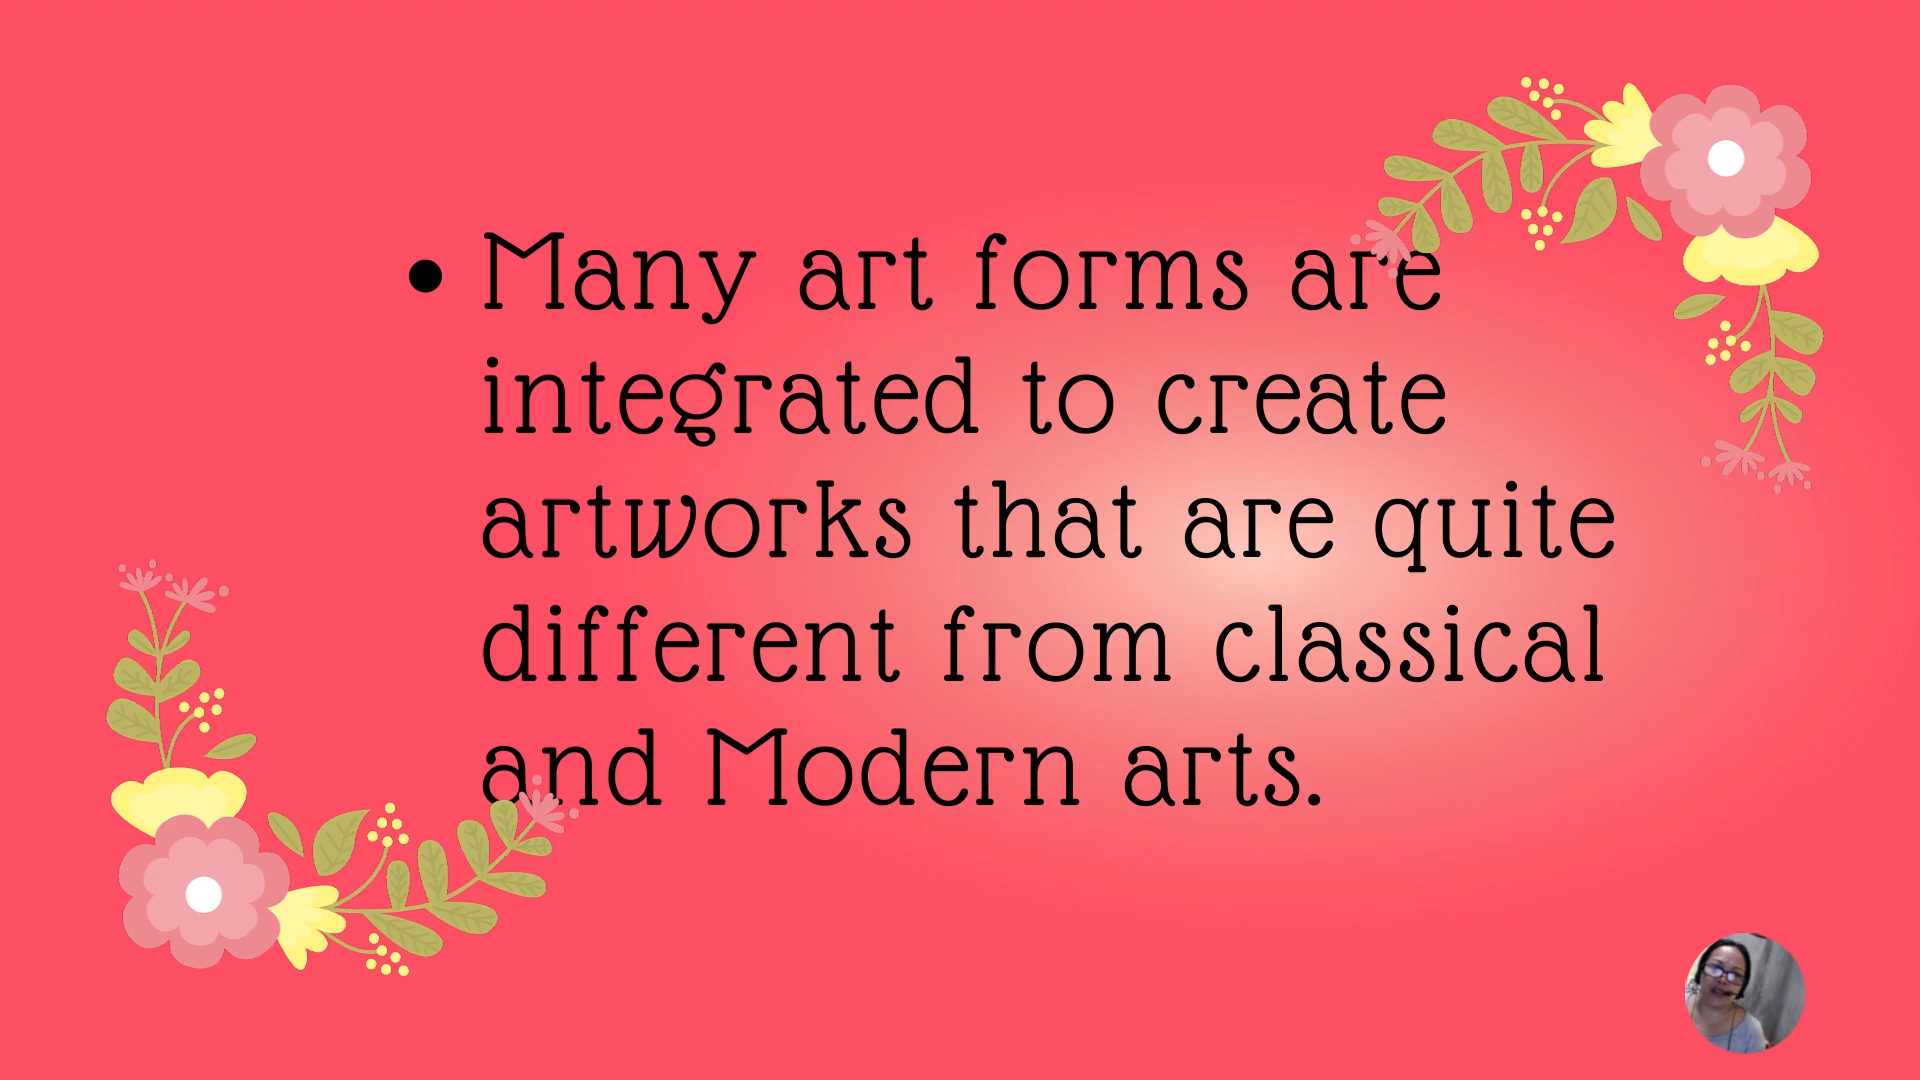 • Many art forms are
integrated to create
artworks that are quite
different from classical
and Modern arts.